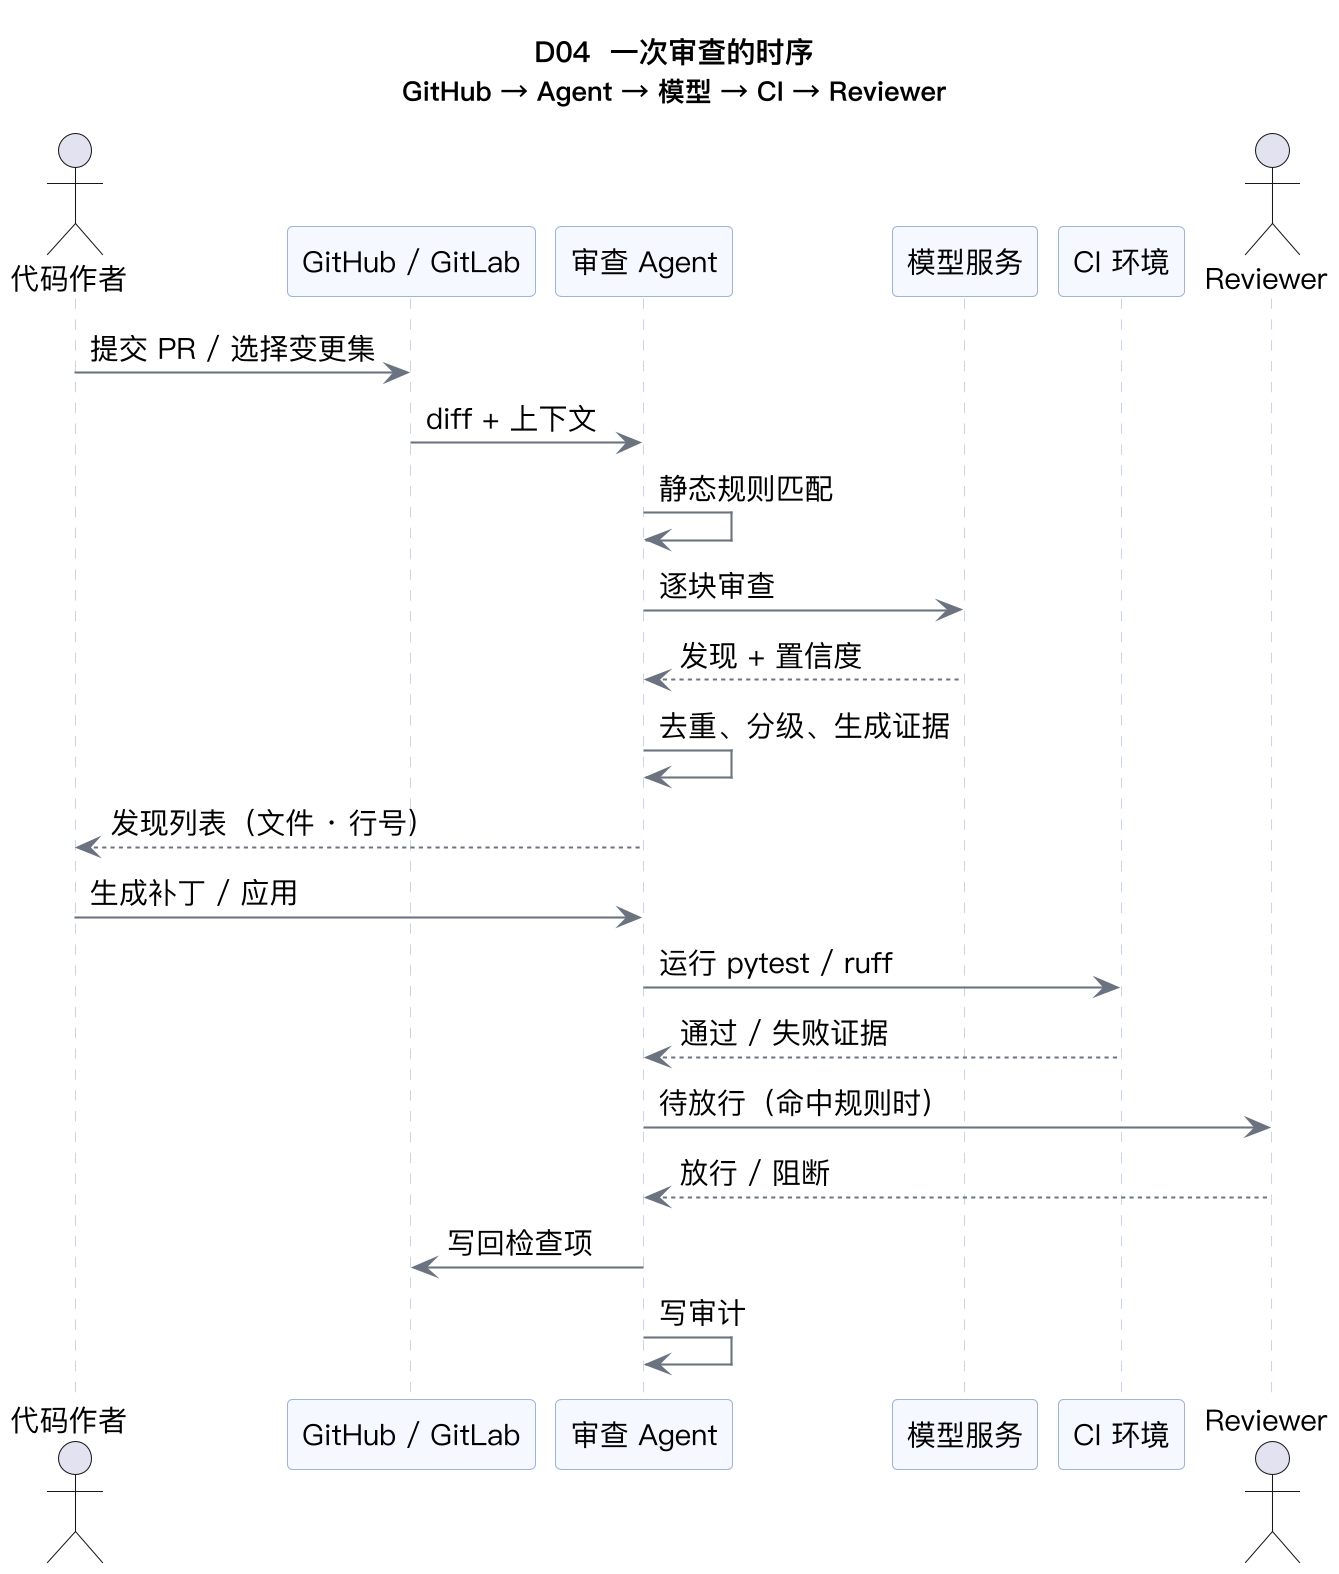 D04 一次审查的时序
GitHub → Agent → 模型 → CI → Reviewer
代码作者
GitHub / GitLab
审查 Agent
模型服务
CI 环境
Reviewer
提交 PR / 选择变更集
diff + 上下文
静态规则匹配
逐块审查
发现 + 置信度
去重、分级、生成证据
发现列表（文件 · 行号）
生成补丁 / 应用
运行 pytest / ruff
通过 / 失败证据
待放行（命中规则时）
放行 / 阻断
写回检查项
写审计
代码作者
GitHub / GitLab
审查 Agent
模型服务
CI 环境
Reviewer